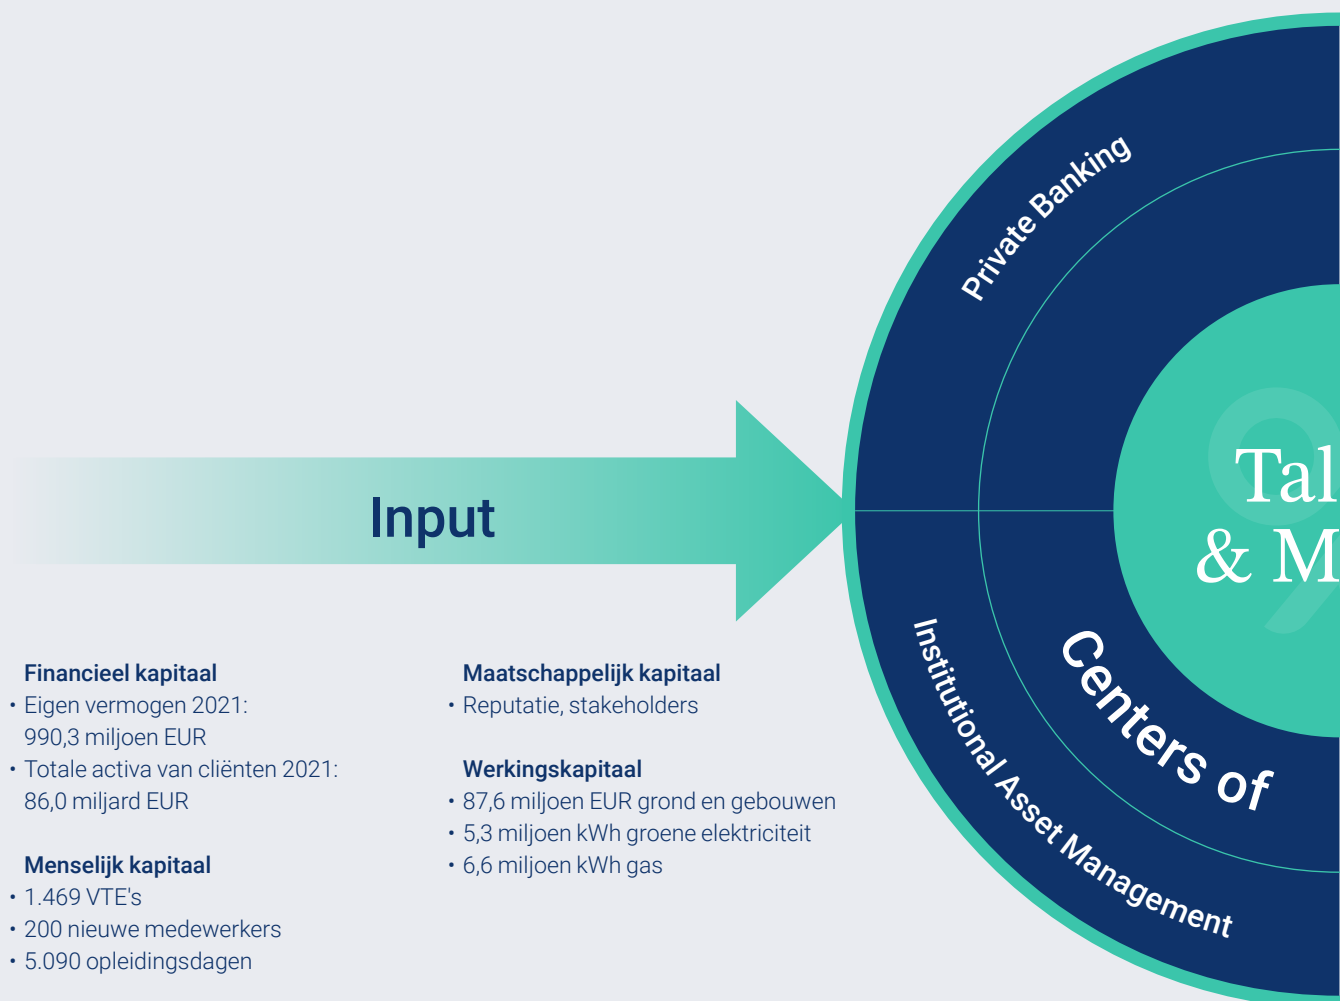 Private Banking
Input
Tal
& M
Centers of
Institutional Asset Management
Financieel kapitaal
• Eigen vermogen 2021:
990,3 miljoen EUR
• Totale activa van cliënten 2021:
86,0 miljard EUR
Menselijk kapitaal
• 1.469 VTE's
• 200 nieuwe medewerkers
• 5.090 opleidingsdagen
Maatschappelijk kapitaal
• Reputatie, stakeholders
Werkingskapitaal
• 87,6 miljoen EUR grond en gebouwen
• 5,3 miljoen kWh groene elektriciteit
• 6,6 miljoen kWh gas